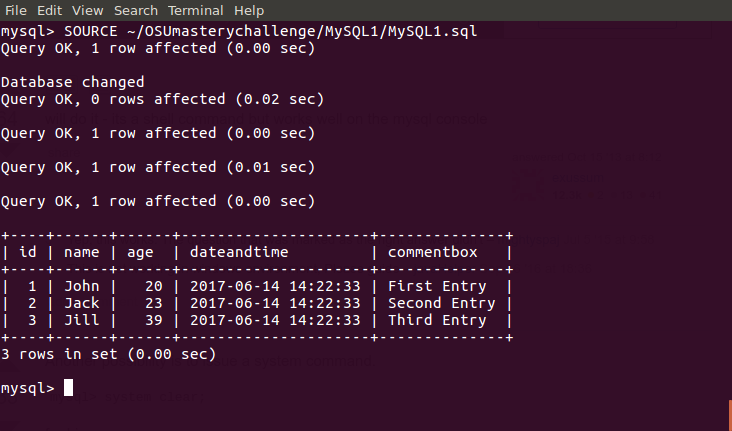 File Edit View Search Terminal Help
mysql> SOURCE ~/OSUmasterychallenge/MySQL1/MySQL1.sql
Query OK, 1 row affected (0.00 sec)
Database changed
Query OK, 0 rows affected (0.02 sec)
Query OK, 1 row affected (0.00 sec)
Query OK, 1 row affected (0.01 sec)
Query OK, 1 row affected (0.00 sec)
+----+------+------+---------------------+--------------+
| id | name | age  | dateandtime         | commentbox   |
+----+------+------+---------------------+--------------+
|  1 | John |   20 | 2017-06-14 14:22:33 | First Entry  |
|  2 | Jack |   23 | 2017-06-14 14:22:33 | Second Entry |
|  3 | Jill |   39 | 2017-06-14 14:22:33 | Third Entry  |
+----+------+------+---------------------+--------------+
3 rows in set (0.00 sec)
mysql>